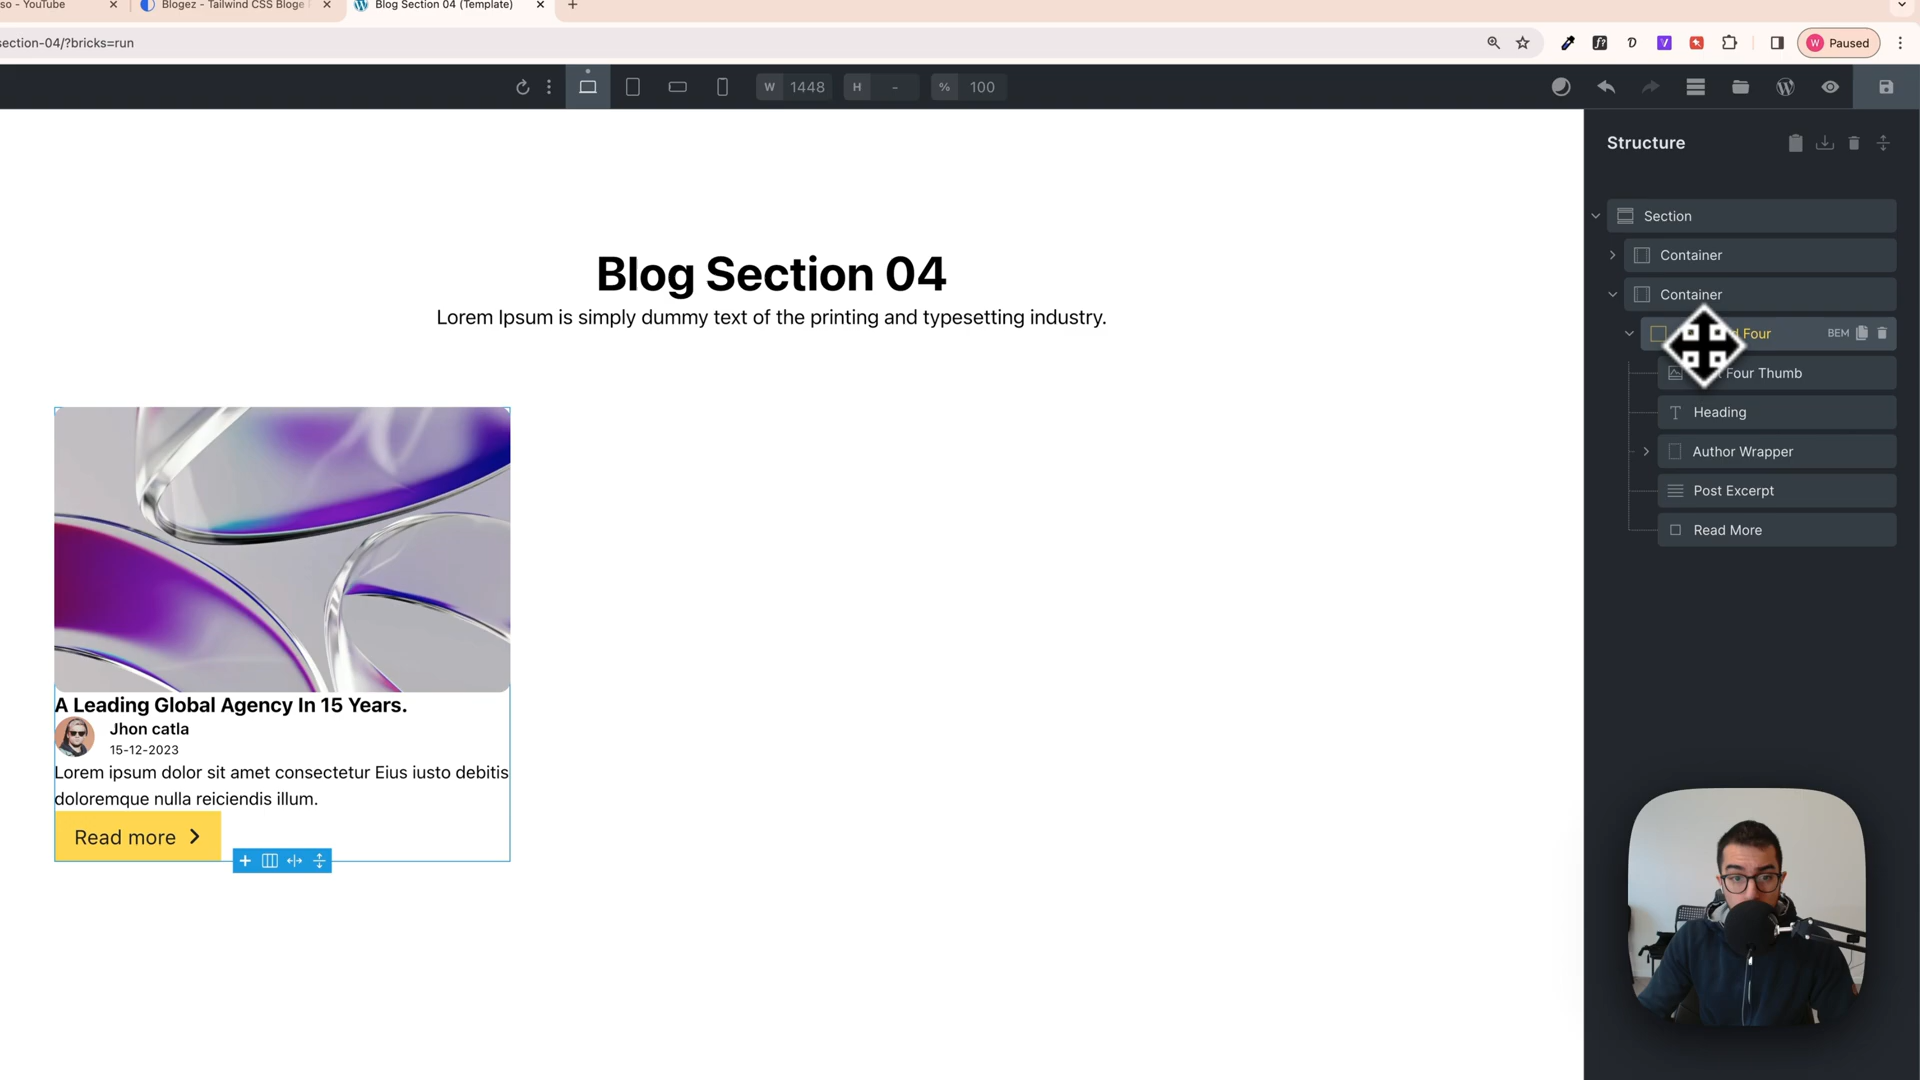 so - YouTube
Blogez - Tailwind CSS Bloge
Blog Section 04 (Template)
section-04/?bricks=run
W Paused
W 1448
H -
% 100
Structure
Section
Container
Container
Four
BEM
Four Thumb
Heading
Author Wrapper
Post Excerpt
Read More
Blog Section 04
Lorem Ipsum is simply dummy text of the printing and typesetting industry.
A Leading Global Agency In 15 Years.
Jhon catla
15-12-2023
Lorem ipsum dolor sit amet consectetur Eius iusto debitis
doloremque nulla reiciendis illum.
Read more